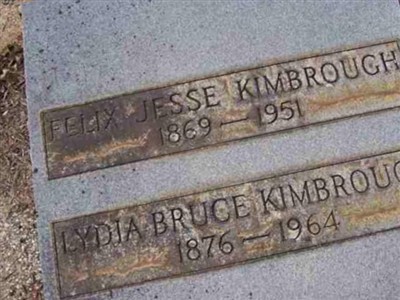 FELIX JESSE KIMBROUGH
1869 — 1951
LYDIA BRUCE KIMBROUG
1876 — 1964